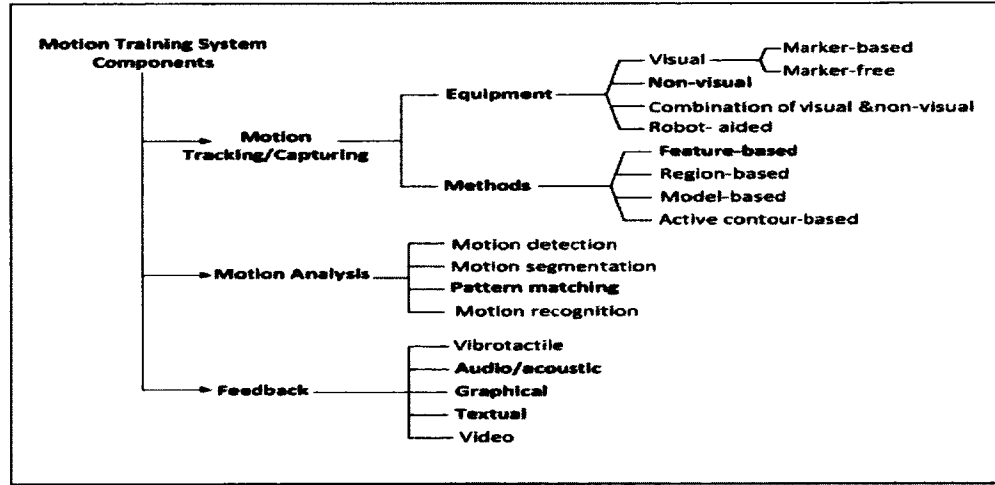 Motion Training System
Components
Motion
Tracking/Capturing
Equipment
Visual
Marker-based
Marker-free
Non-visual
Combination of visual &non-visual
Robot- aided
Methods
Feature-based
Region-based
Model-based
Active contour-based
Motion Analysis
Motion detection
Motion segmentation
Pattern matching
Motion recognition
Feedback
Vibrotactile
Audio/acoustic
Graphical
Textual
Video